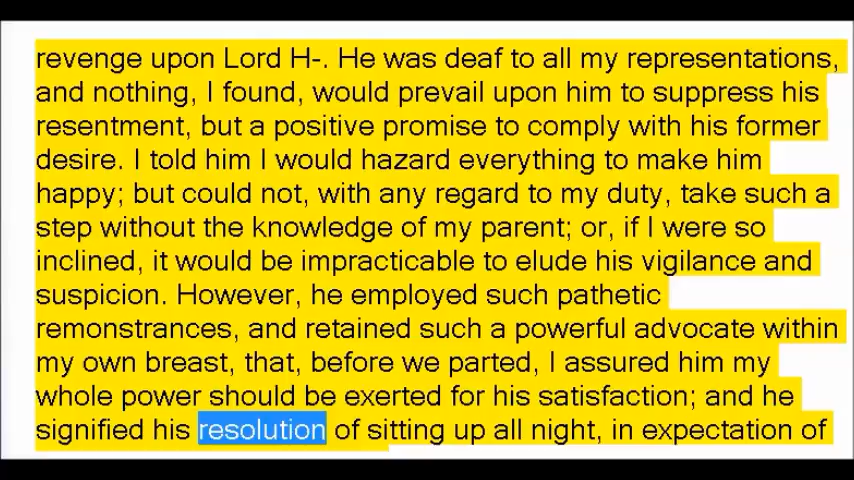 revenge upon Lord H-. He was deaf to all my representations,
and nothing, I found, would prevail upon him to suppress his
resentment, but a positive promise to comply with his former
desire. I told him I would hazard everything to make him
happy; but could not, with any regard to my duty, take such a
step without the knowledge of my parent; or, if I were so
inclined, it would be impracticable to elude his vigilance and
suspicion. However, he employed such pathetic
remonstrances, and retained such a powerful advocate within
my own breast, that, before we parted, I assured him my
whole power should be exerted for his satisfaction; and he
signified his resolution of sitting up all night, in expectation of